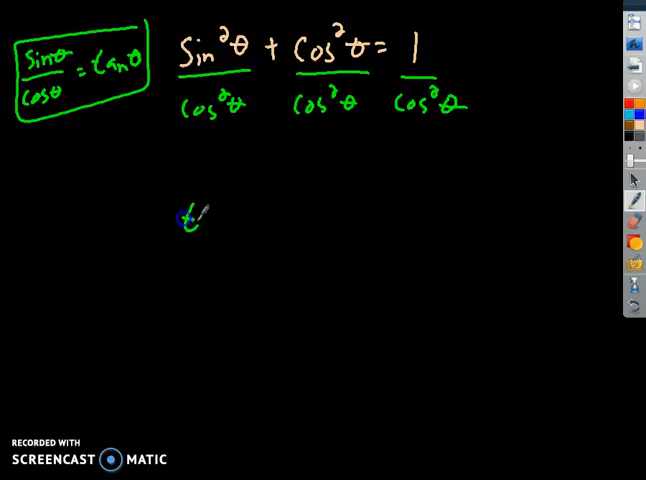 sinθ/cosθ = tanθ
Sin²θ + Cos²θ = 1
Cos²θ Cos²θ Cos²θ
t
RECORDED WITH
SCREENCAST MATIC